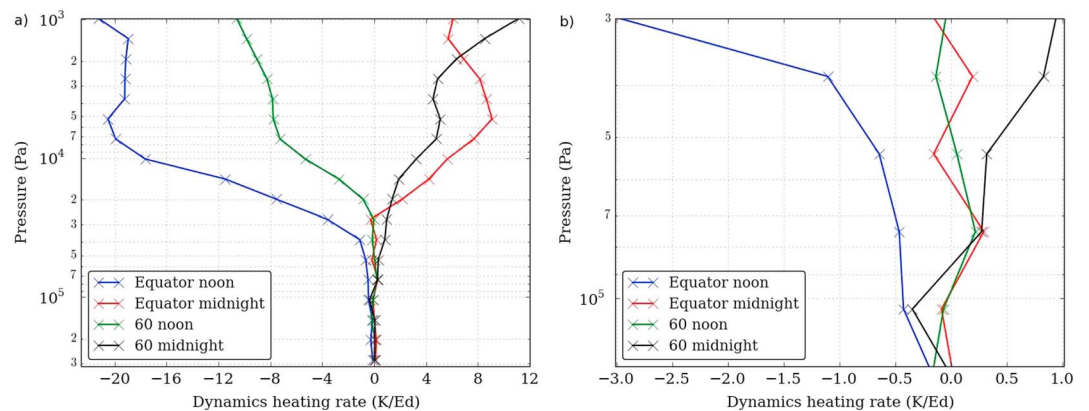 a)
10³
2
3
5
7
10⁴
2
3
5
7
10⁵
2
3
Pressure (Pa)
Equator noon
Equator midnight
60 noon
60 midnight
−20 −16 −12 −8 −4 0 4 8 12
Dynamics heating rate (K/Ed)
b)
3
5
7
10⁵
Pressure (Pa)
Equator noon
Equator midnight
60 noon
60 midnight
−3.0 −2.5 −2.0 −1.5 −1.0 −0.5 0.0 0.5 1.0
Dynamics heating rate (K/Ed)